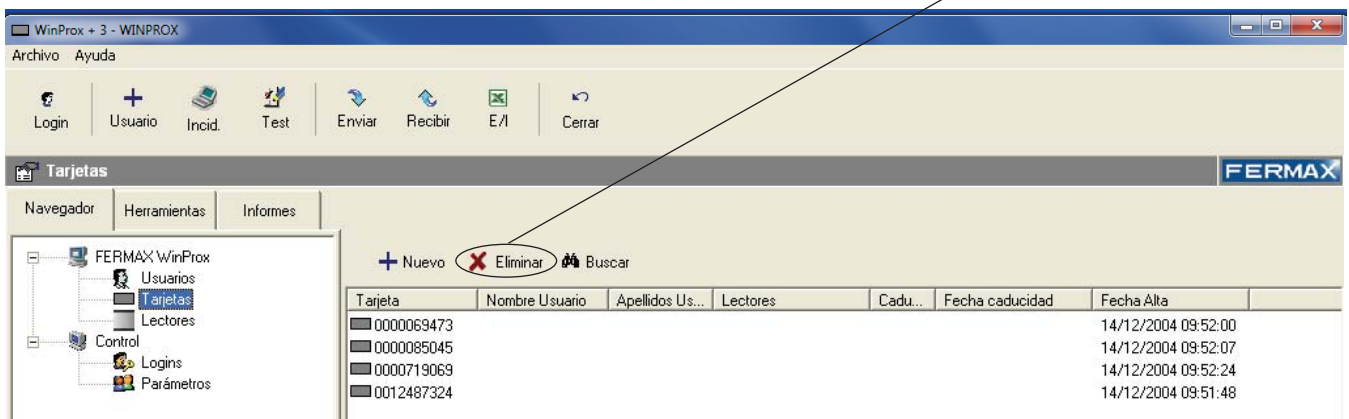 WinProx + 3 - WINPROX
Archivo Ayuda
Login Usuario Incid. Test Enviar Recibir E/I Cerrar
Tarjetas FERMAX
Navegador Herramientas Informes
FERMAX WinProx
Usuarios
Tarjetas
Lectores
Control
Logins
Parámetros
Nuevo Eliminar Buscar
Tarjeta Nombre Usuario Apellidos Us... Lectores Cadu... Fecha caducidad Fecha Alta
0000069473 14/12/2004 09:52:00
0000085045 14/12/2004 09:52:07
0000719069 14/12/2004 09:52:24
0012487324 14/12/2004 09:51:48